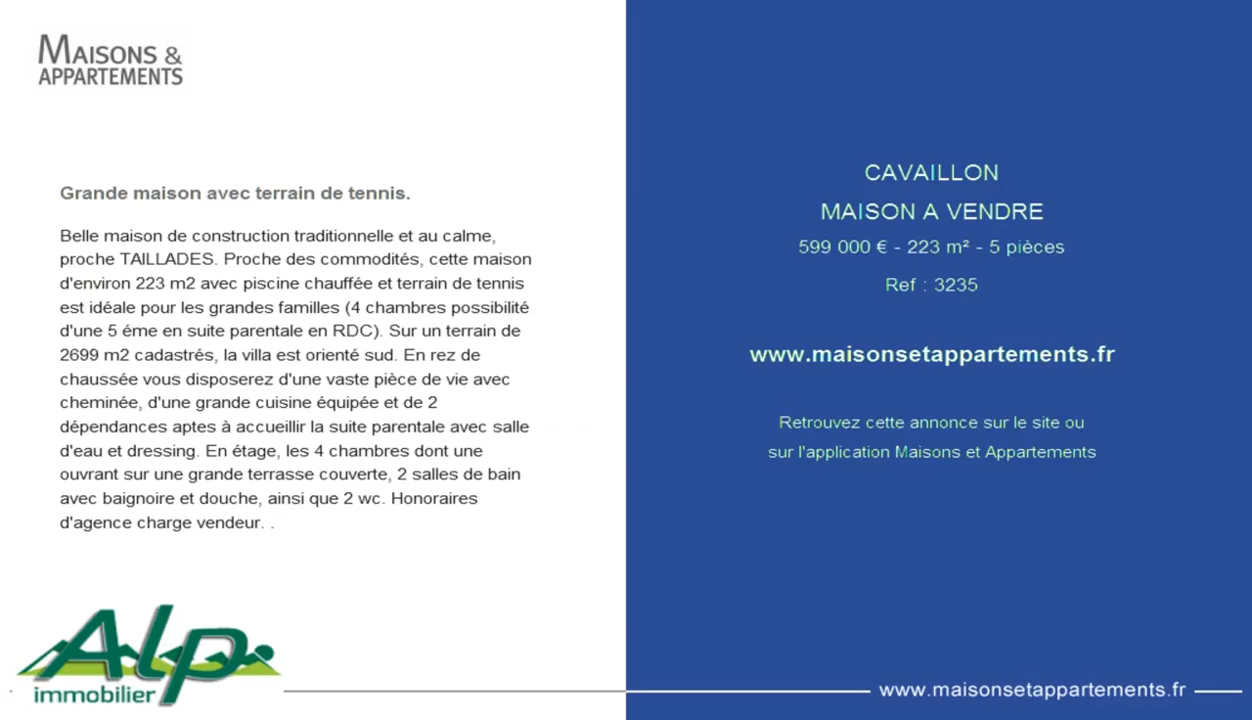 MAISONS &
APPARTEMENTS
Grande maison avec terrain de tennis.
Belle maison de construction traditionnelle et au calme,
proche TAILLADES. Proche des commodités, cette maison
d'environ 223 m2 avec piscine chauffée et terrain de tennis
est idéale pour les grandes familles (4 chambres possibilité
d'une 5 éme en suite parentale en RDC). Sur un terrain de
2699 m2 cadastrés, la villa est orienté sud. En rez de
chaussée vous disposerez d'une vaste pièce de vie avec
cheminée, d'une grande cuisine équipée et de 2
dépendances aptes à accueillir la suite parentale avec salle
d'eau et dressing. En étage, les 4 chambres dont une
ouvrant sur une grande terrasse couverte, 2 salles de bain
avec baignoire et douche, ainsi que 2 wc. Honoraires
d'agence charge vendeur. .
Alp
immobilier
CAVAILLON
MAISON A VENDRE
599 000 € - 223 m² - 5 pièces
Ref : 3235
www.maisonsetappartements.fr
Retrouvez cette annonce sur le site ou
sur l'application Maisons et Appartements
www.maisonsetappartements.fr